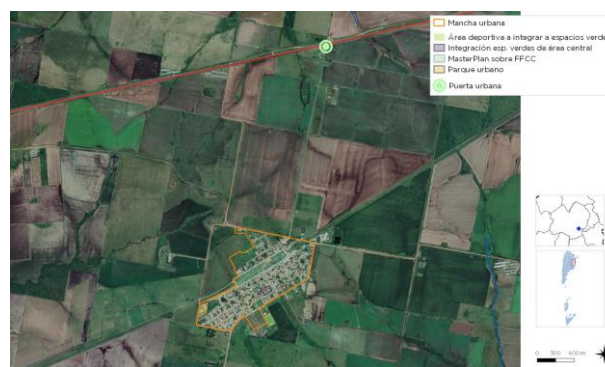 Mancha urbana
Área deportiva a integrar a espacios verde
Integración esp. verdes de área central
MasterPlan sobre FFCC
Parque urbano
Puerta urbana
0 300 600 m